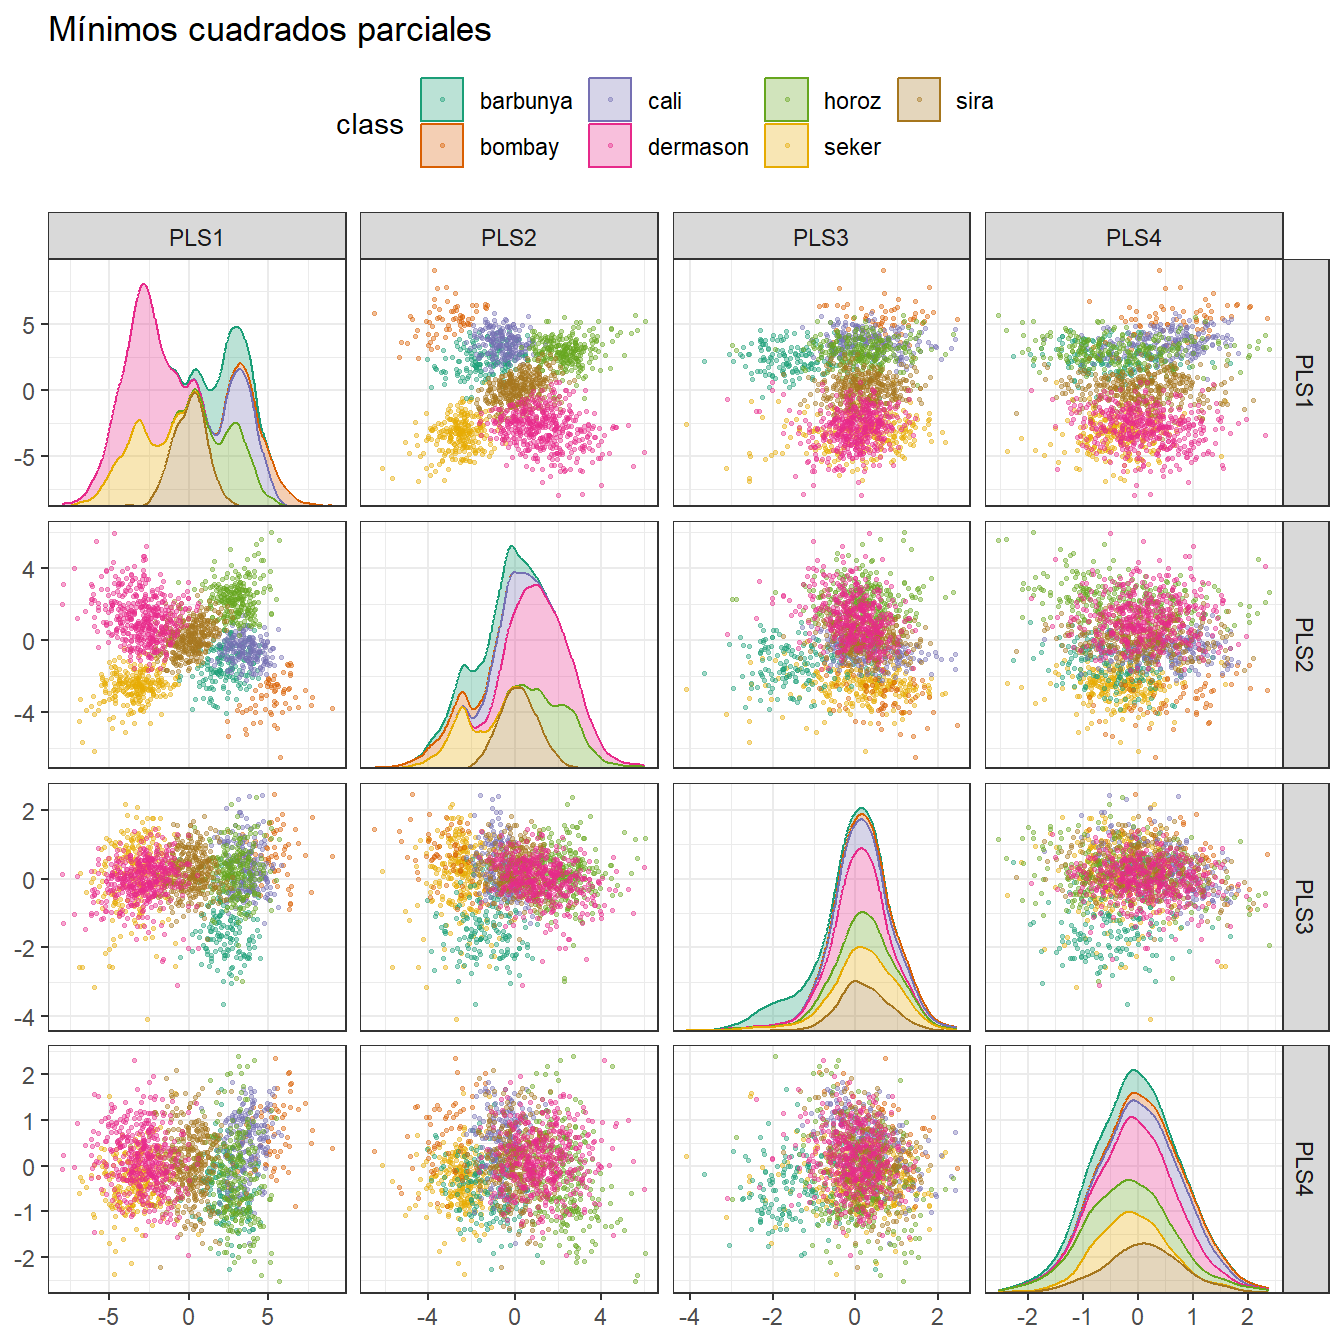 Mínimos cuadrados parciales
class
barbunya
cali
horoz
sira
bombay
dermason
seker
PLS1
PLS2
PLS3
PLS4
5
0
-5
PLS1
4
0
-4
PLS2
2
0
-2
-4
PLS3
2
1
0
-1
-2
PLS4
-5 0 5
-4 0 4
-4 -2 0 2
-2 -1 0 1 2